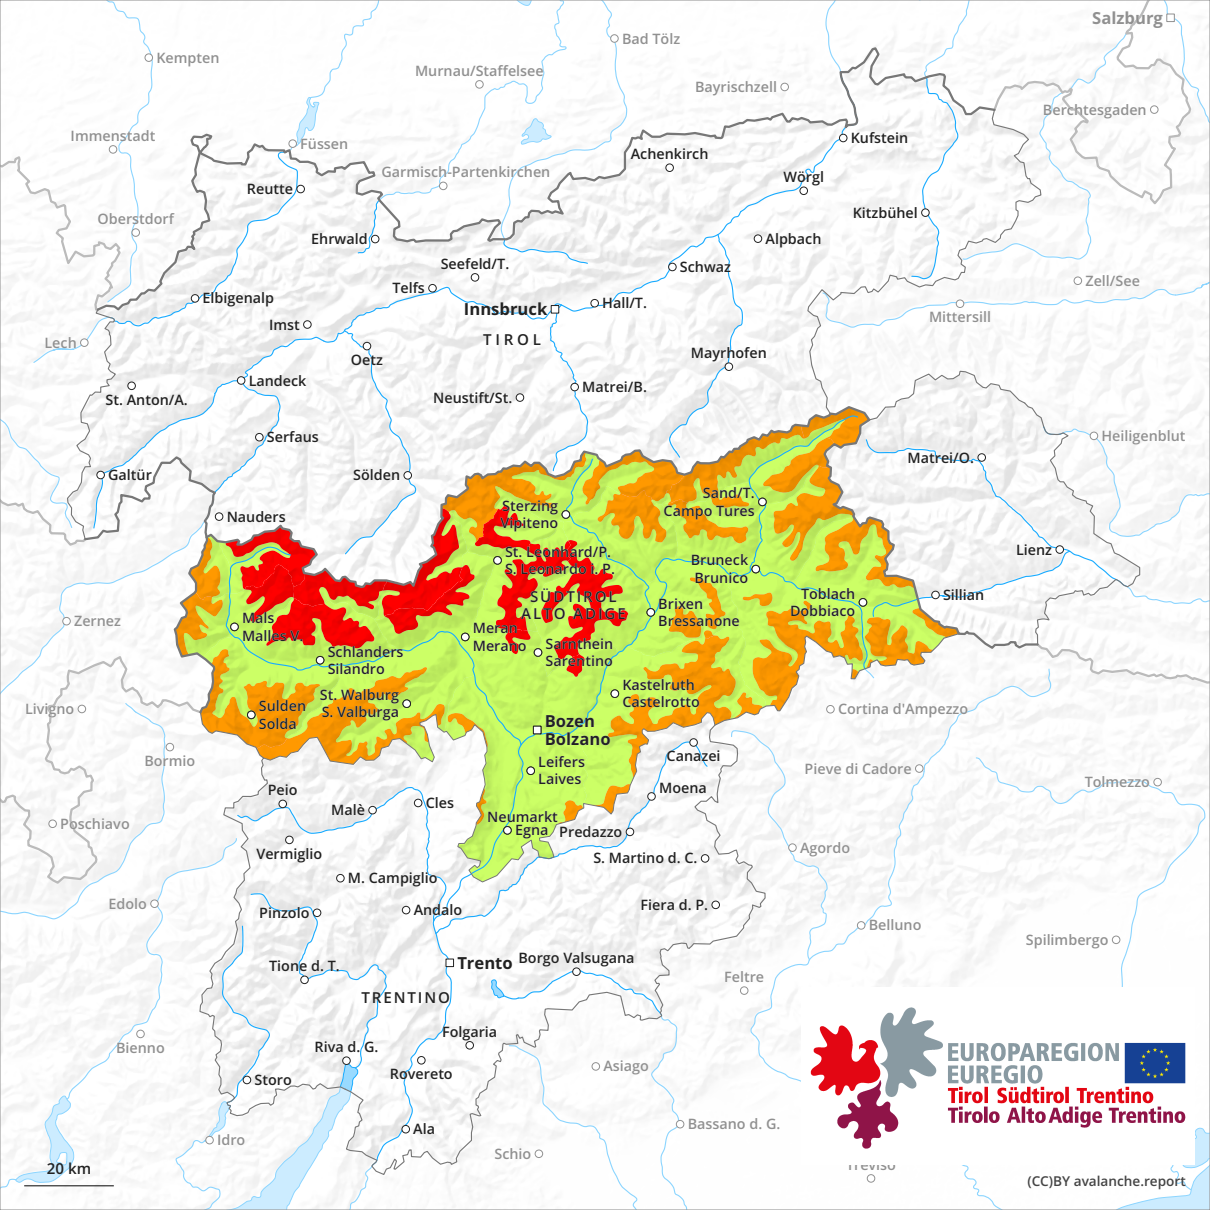 Salzburg
Bad Tölz
Kempten
Murnau/Staffelsee
Bayrischzell
Berchtesgaden
Immenstadt
Füssen
Kufstein
Achenkirch
Garmisch-Partenkirchen
Wörgl
Reutte
Kitzbühel
Oberstdorf
Ehrwald
Alpbach
Seefeld/T.
Schwaz
Zell/See
Telfs
Elbigenalp
Hall/T.
Innsbruck
Mittersill
Imst
TIROL
Lech
Oetz
Mayrhofen
Landeck
Matrei/B.
St. Anton/A.
Neustift/St.
Serfaus
Heiligenblut
Matrei/O.
Galtür
Sölden
Sand/T.
Campo Tures
Sterzing
Vipiteno
Nauders
Lienz
St. Leonhard/P.
S. Leonardo i. P.
Bruneck
Brunico
SÜDTIROL
ALTO ADIGE
Toblach
Dobbiaco
Sillian
Brixen
Bressanone
Zernez
Mals
Malles V.
Meran
Merano
Sarnthein
Sarentino
Schlanders
Silandro
Kastelruth
Castelrotto
St. Walburg
S. Valburga
Sulden
Solda
Livigno
Cortina d'Ampezzo
Bozen
Bolzano
Bormio
Canazei
Leifers
Laives
Pieve di Cadore
Tolmezzo
Peio
Moena
Malè
Cles
Neumarkt
Egna
Predazzo
Poschiavo
Vermiglio
Agordo
S. Martino d. C.
M. Campiglio
Edolo
Pinzolo
Andalo
Fiera d. P.
Belluno
Spilimbergo
Trento
Borgo Valsugana
Tione d. T.
Feltre
TRENTINO
Folgaria
Bienno
Riva d. G.
Rovereto
Asiago
Storo
EUROPAREGION
EUREGIO
Tirol Südtirol Trentino
Tirolo Alto Adige Trentino
Ala
Bassano d. G.
Idro
Schio
Treviso
20 km
(CC)BY avalanche.report